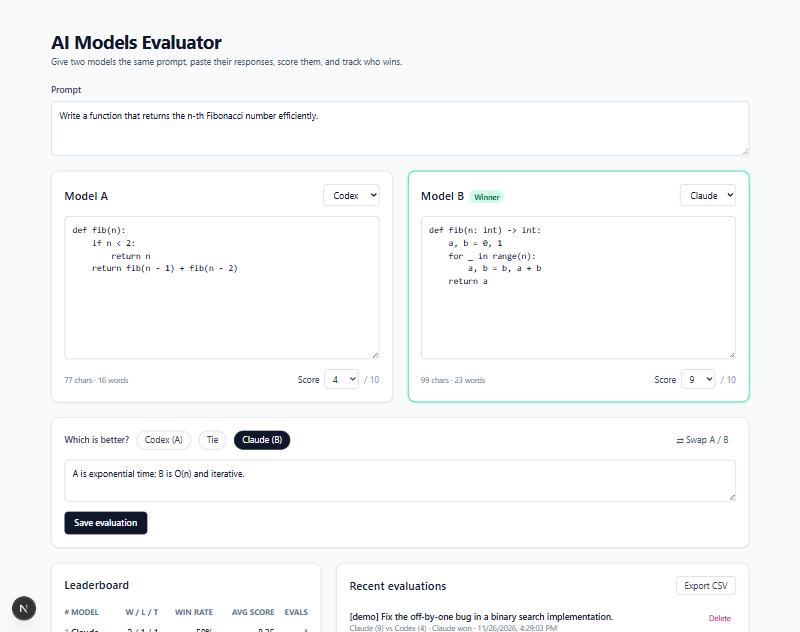 AI Models Evaluator
Give two models the same prompt, paste their responses, score them, and track who wins.
Prompt
Write a function that returns the n-th Fibonacci number efficiently.
Model A
Codex
def fib(n):
    if n < 2:
        return n
    return fib(n - 1) + fib(n - 2)
77 chars · 16 words
Score 4 / 10
Model B Winner
Claude
def fib(n: int) -> int:
    a, b = 0, 1
    for _ in range(n):
        a, b = b, a + b
    return a
99 chars · 23 words
Score 9 / 10
Which is better? Codex (A) Tie Claude (B)
⇄ Swap A / B
A is exponential time; B is O(n) and iterative.
Save evaluation
Leaderboard
# MODEL W / L / T WIN RATE AVG SCORE EVALS
Claude
Recent evaluations
Export CSV
[demo] Fix the off-by-one bug in a binary search implementation.
Delete
Claude (9) vs Codex (4) · Claude won · 11/26/2026, 4:29:03 PM
N